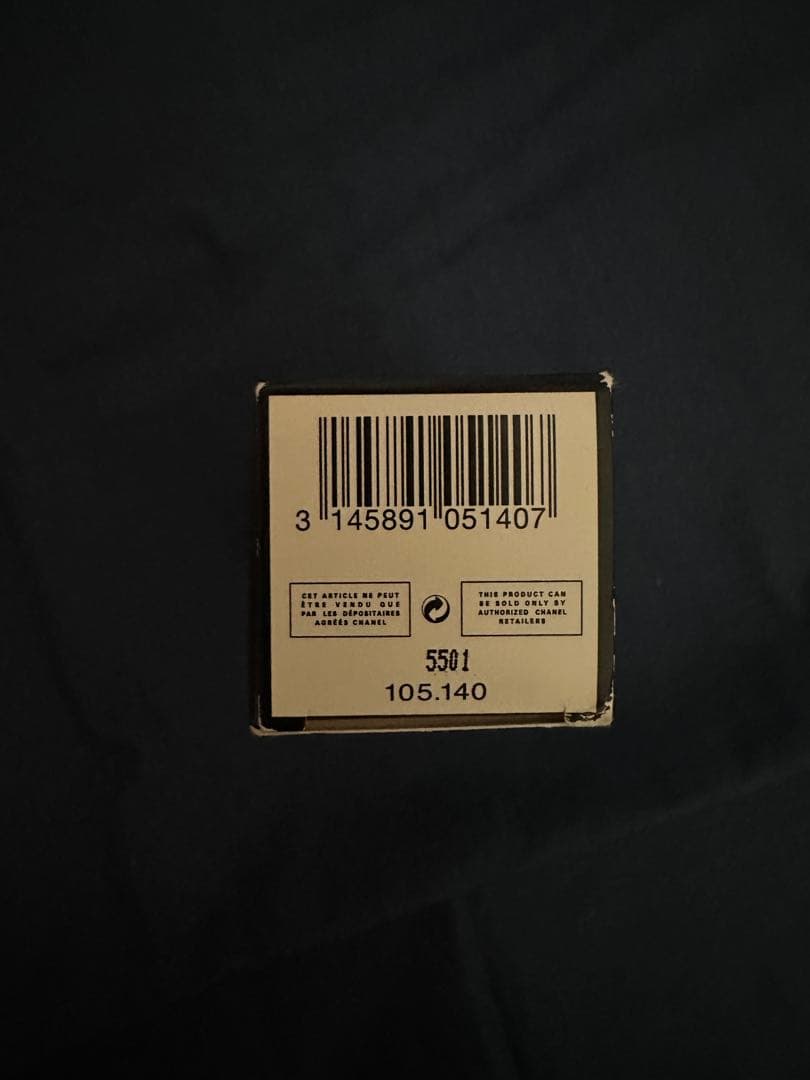 3 145891 051407
CET ARTICLE NE PEUT
ÊTRE VENDU QUE
PAR LES DÉPOSITAIRES
AGRÉÉS CHANEL
THIS PRODUCT CAN
BE SOLD ONLY BY
AUTHORIZED CHANEL
RETAILERS
5501
105.140